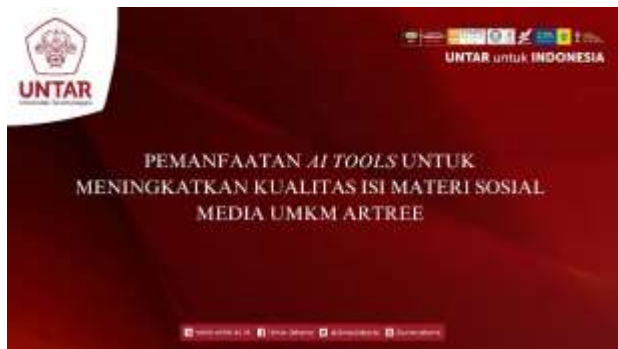 UNTAR
UNTAR untuk INDONESIA
PEMANFAATAN AI TOOLS UNTUK
MENINGKATKAN KUALITAS ISI MATERI SOSIAL
MEDIA UMKM ARTREE